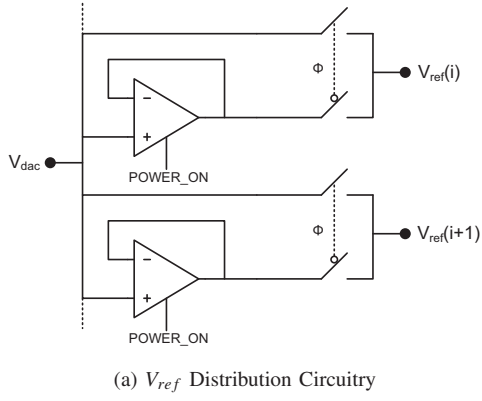 Φ
V_ref(i)
−
+
V_dac
POWER_ON
Φ
V_ref(i+1)
−
+
POWER_ON
(a) V_ref Distribution Circuitry